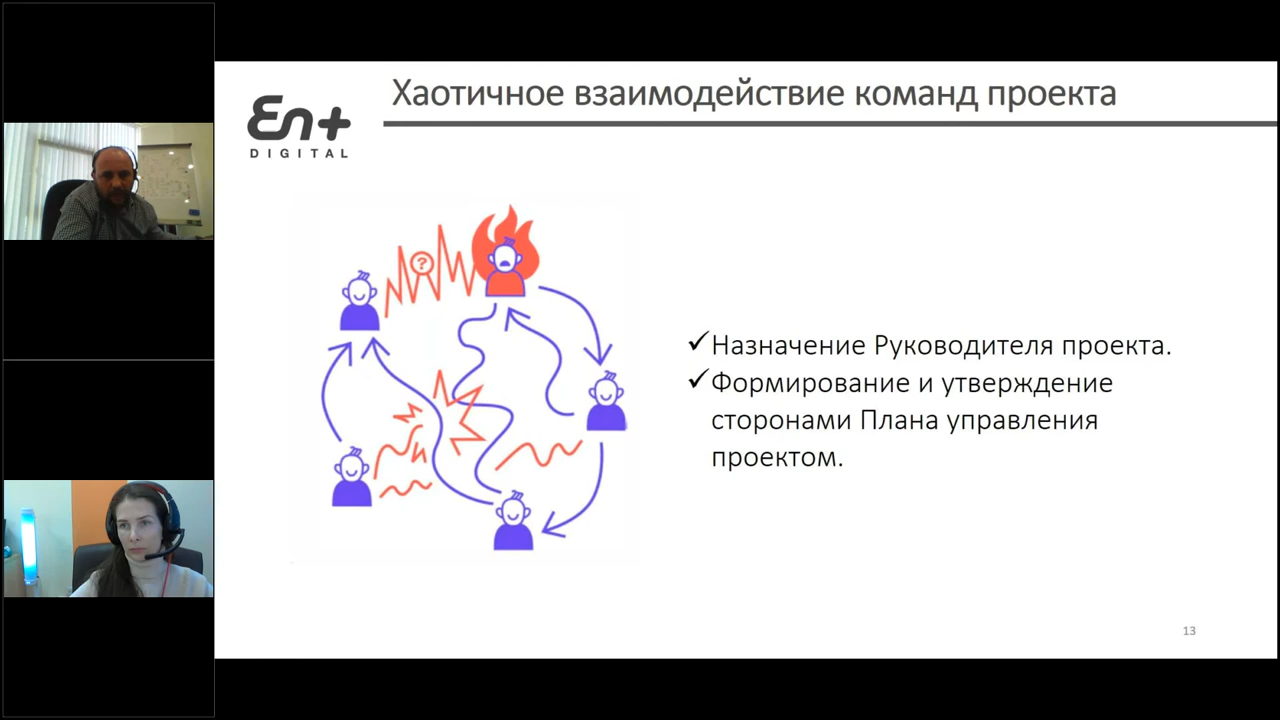 Хаотичное взаимодействие команд проекта
En+
DIGITAL
?
✓Назначение Руководителя проекта.
✓Формирование и утверждение
сторонами Плана управления
проектом.
13